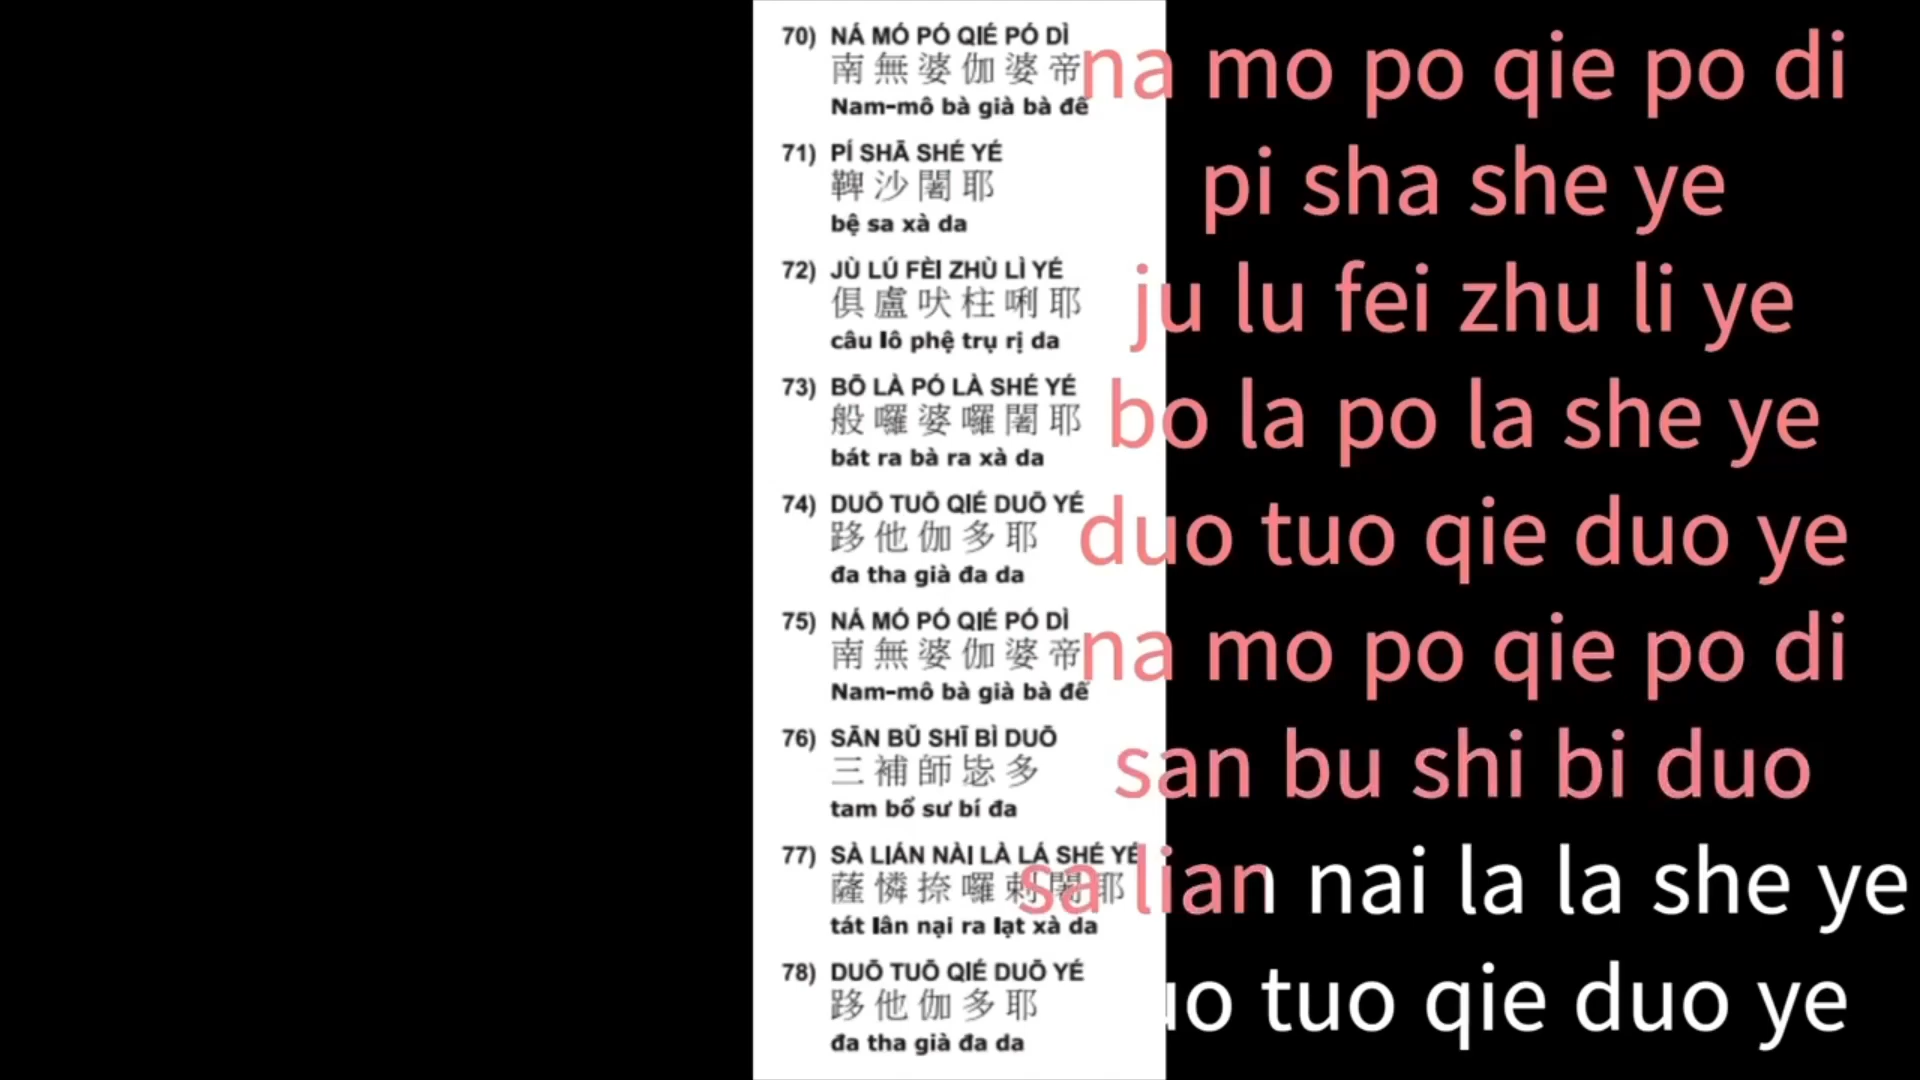 70) NÁ MÓ PÓ QIÉ PÓ DÌ
南無婆伽婆帝
Nam-mô bà già bà đế
na mo po qie po di
71) PÍ SHĀ SHÉ YÉ
鞞沙闍耶
bệ sa xà da
pi sha she ye
72) JÙ LÚ FÈI ZHÙ LÌ YÉ
俱盧吠柱唎耶
câu lô phệ trụ rị da
ju lu fei zhu li ye
73) BŌ LÀ PÓ LÀ SHÉ YÉ
般囉婆囉闍耶
bát ra bà ra xà da
bo la po la she ye
74) DUŌ TUŌ QIÉ DUŌ YÉ
跢他伽多耶
đa tha già đa da
duo tuo qie duo ye
75) NÁ MÓ PÓ QIÉ PÓ DÌ
南無婆伽婆帝
Nam-mô bà già bà đế
na mo po qie po di
76) SĀN BǓ SHĪ BÌ DUŌ
三補師毖多
tam bổ sư bí đa
san bu shi bi duo
77) SÀ LIÁN NÀI LÀ LÁ SHÉ YÉ
薩憐捺囉剌闍耶
tát lân nại ra lạt xà da
sa lian nai la la she ye
78) DUŌ TUŌ QIÉ DUŌ YÉ
跢他伽多耶
đa tha già đa da
uo tuo qie duo ye